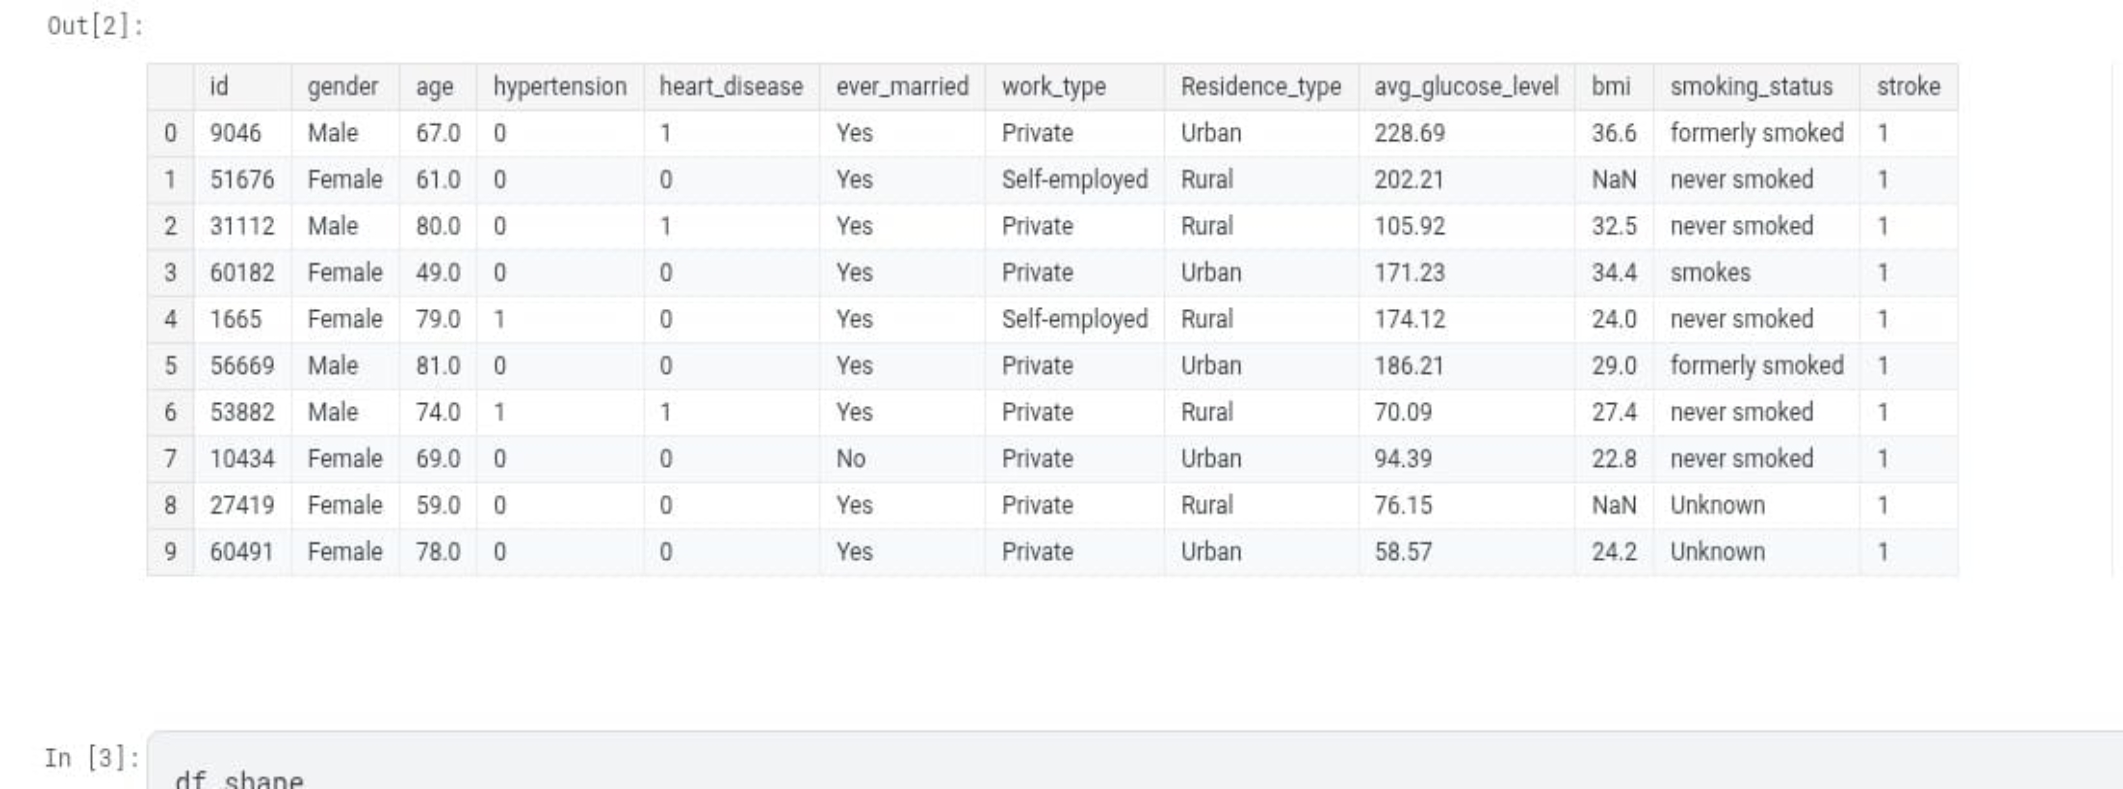 Out[2]:
id gender age hypertension heart_disease ever_married work_type Residence_type avg_glucose_level bmi smoking_status stroke
0 9046 Male 67.0 0 1 Yes Private Urban 228.69 36.6 formerly smoked 1
1 51676 Female 61.0 0 0 Yes Self-employed Rural 202.21 NaN never smoked 1
2 31112 Male 80.0 0 1 Yes Private Rural 105.92 32.5 never smoked 1
3 60182 Female 49.0 0 0 Yes Private Urban 171.23 34.4 smokes 1
4 1665 Female 79.0 1 0 Yes Self-employed Rural 174.12 24.0 never smoked 1
5 56669 Male 81.0 0 0 Yes Private Urban 186.21 29.0 formerly smoked 1
6 53882 Male 74.0 1 1 Yes Private Rural 70.09 27.4 never smoked 1
7 10434 Female 69.0 0 0 No Private Urban 94.39 22.8 never smoked 1
8 27419 Female 59.0 0 0 Yes Private Rural 76.15 NaN Unknown 1
9 60491 Female 78.0 0 0 Yes Private Urban 58.57 24.2 Unknown 1
In [3]:
df.shape